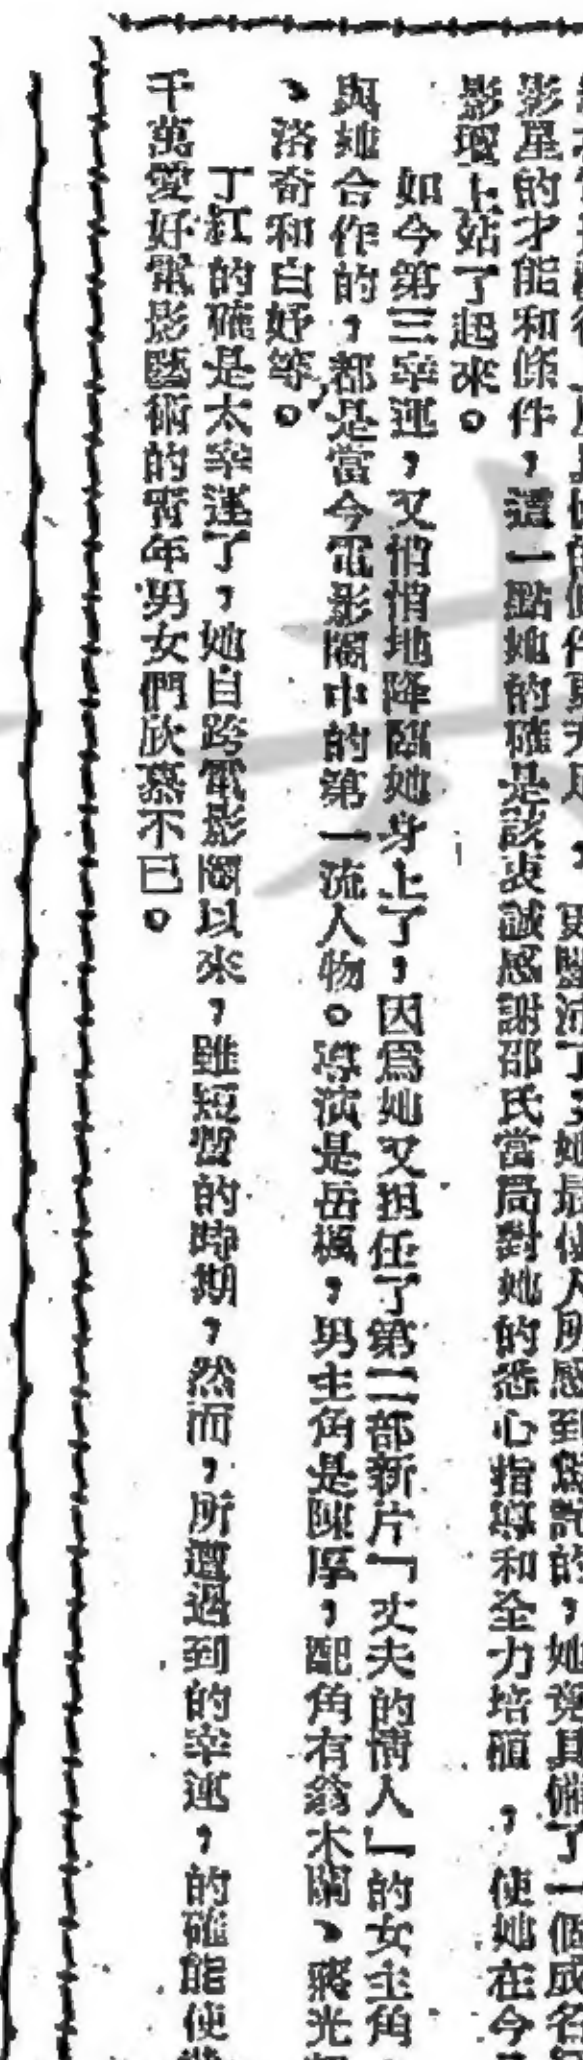 更圓滿了，她最使人所感到驚訝的，她竟具備了一個成名
影星的才能和條件，這一點她的確是該衷誠感謝邵氏當局對她的悉心指導和全力培植，使她在今
影壇上站了起來。
如今第三幸運，又悄悄地降臨她身上了，因爲她又担任了第二部新片「丈夫的情人」的女主角
與她合作的，都是當今電影圈中的第一流人物。導演是岳楓，男主角是陳厚，配角有翁木蘭、蔣光
、洛奇和白妤等。
丁紅的確是太幸運了，她自跨電影圈以來，雖短暫的時期，然而，所遭遇到的幸運，的確能使
千萬愛好電影藝術的青年男女們欣慕不已。